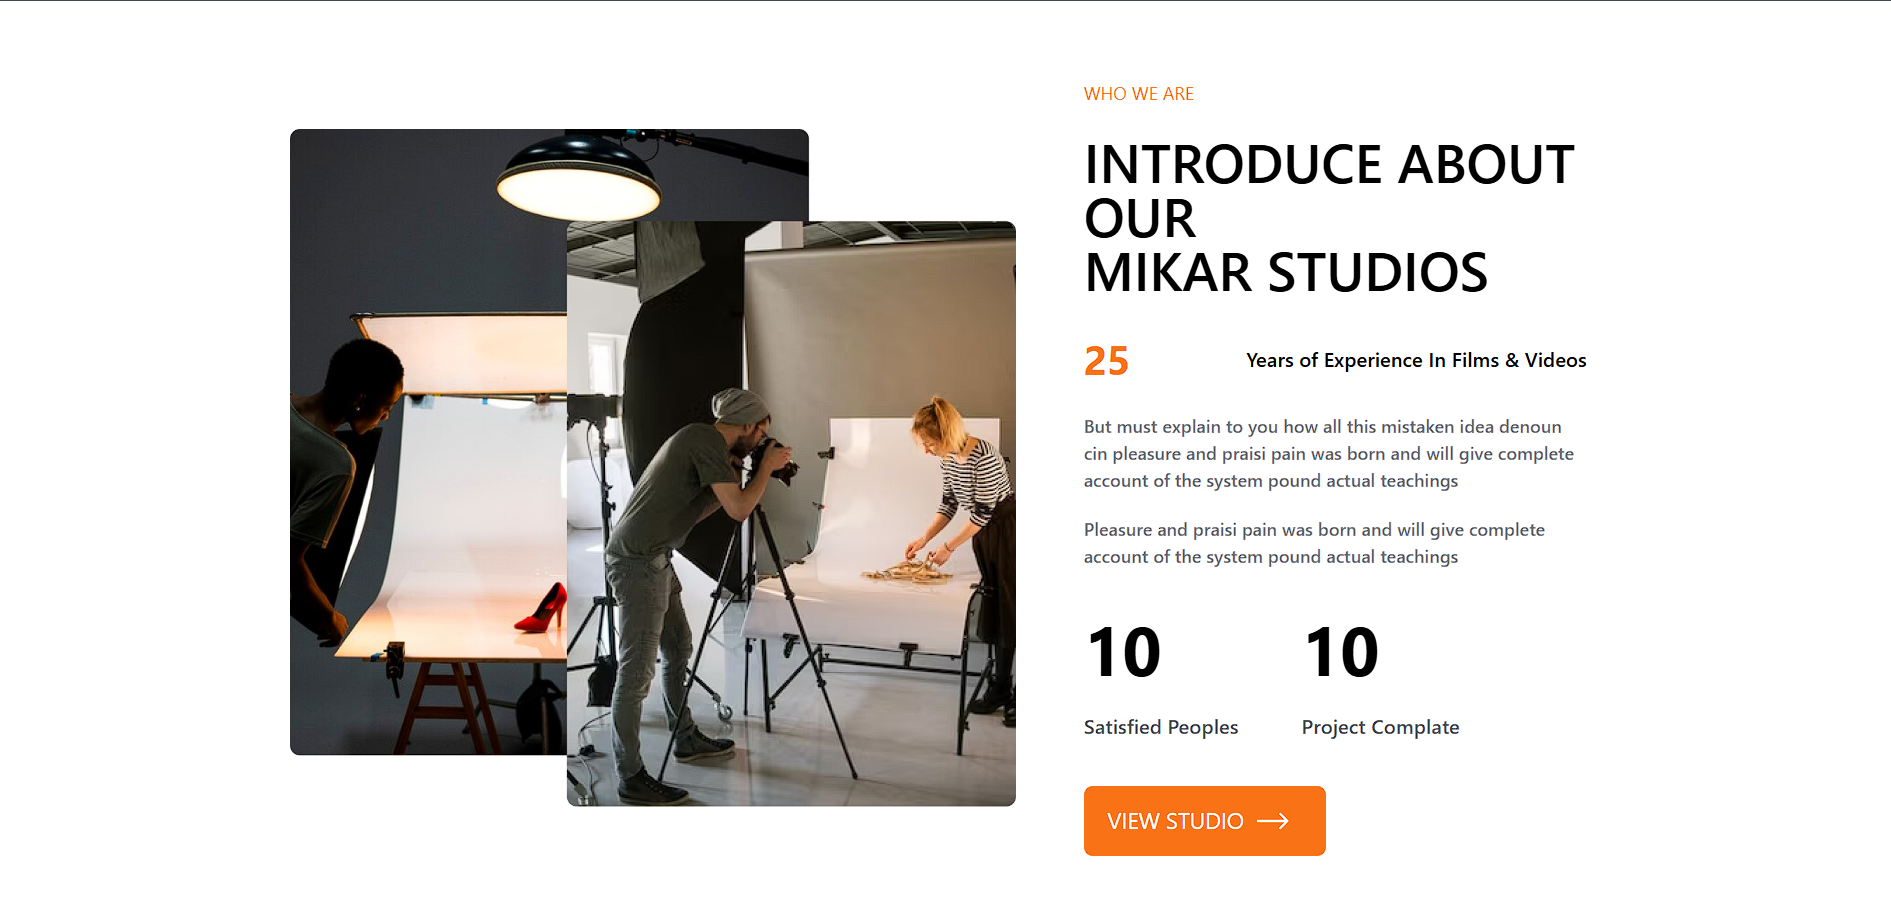 WHO WE ARE
INTRODUCE ABOUT
OUR
MIKAR STUDIOS
25
Years of Experience In Films & Videos
But must explain to you how all this mistaken idea denoun
cin pleasure and praisi pain was born and will give complete
account of the system pound actual teachings
Pleasure and praisi pain was born and will give complete
account of the system pound actual teachings
10
Satisfied Peoples
10
Project Complate
VIEW STUDIO